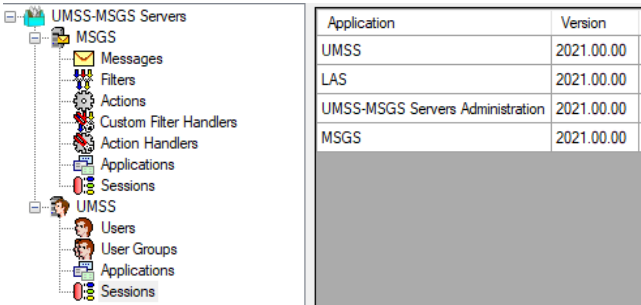 UMSS-MSGS Servers
MSGS
Messages
Filters
Actions
Custom Filter Handlers
Action Handlers
Applications
Sessions
UMSS
Users
User Groups
Applications
Sessions
Application Version
UMSS 2021.00.00
LAS 2021.00.00
UMSS-MSGS Servers Administration 2021.00.00
MSGS 2021.00.00